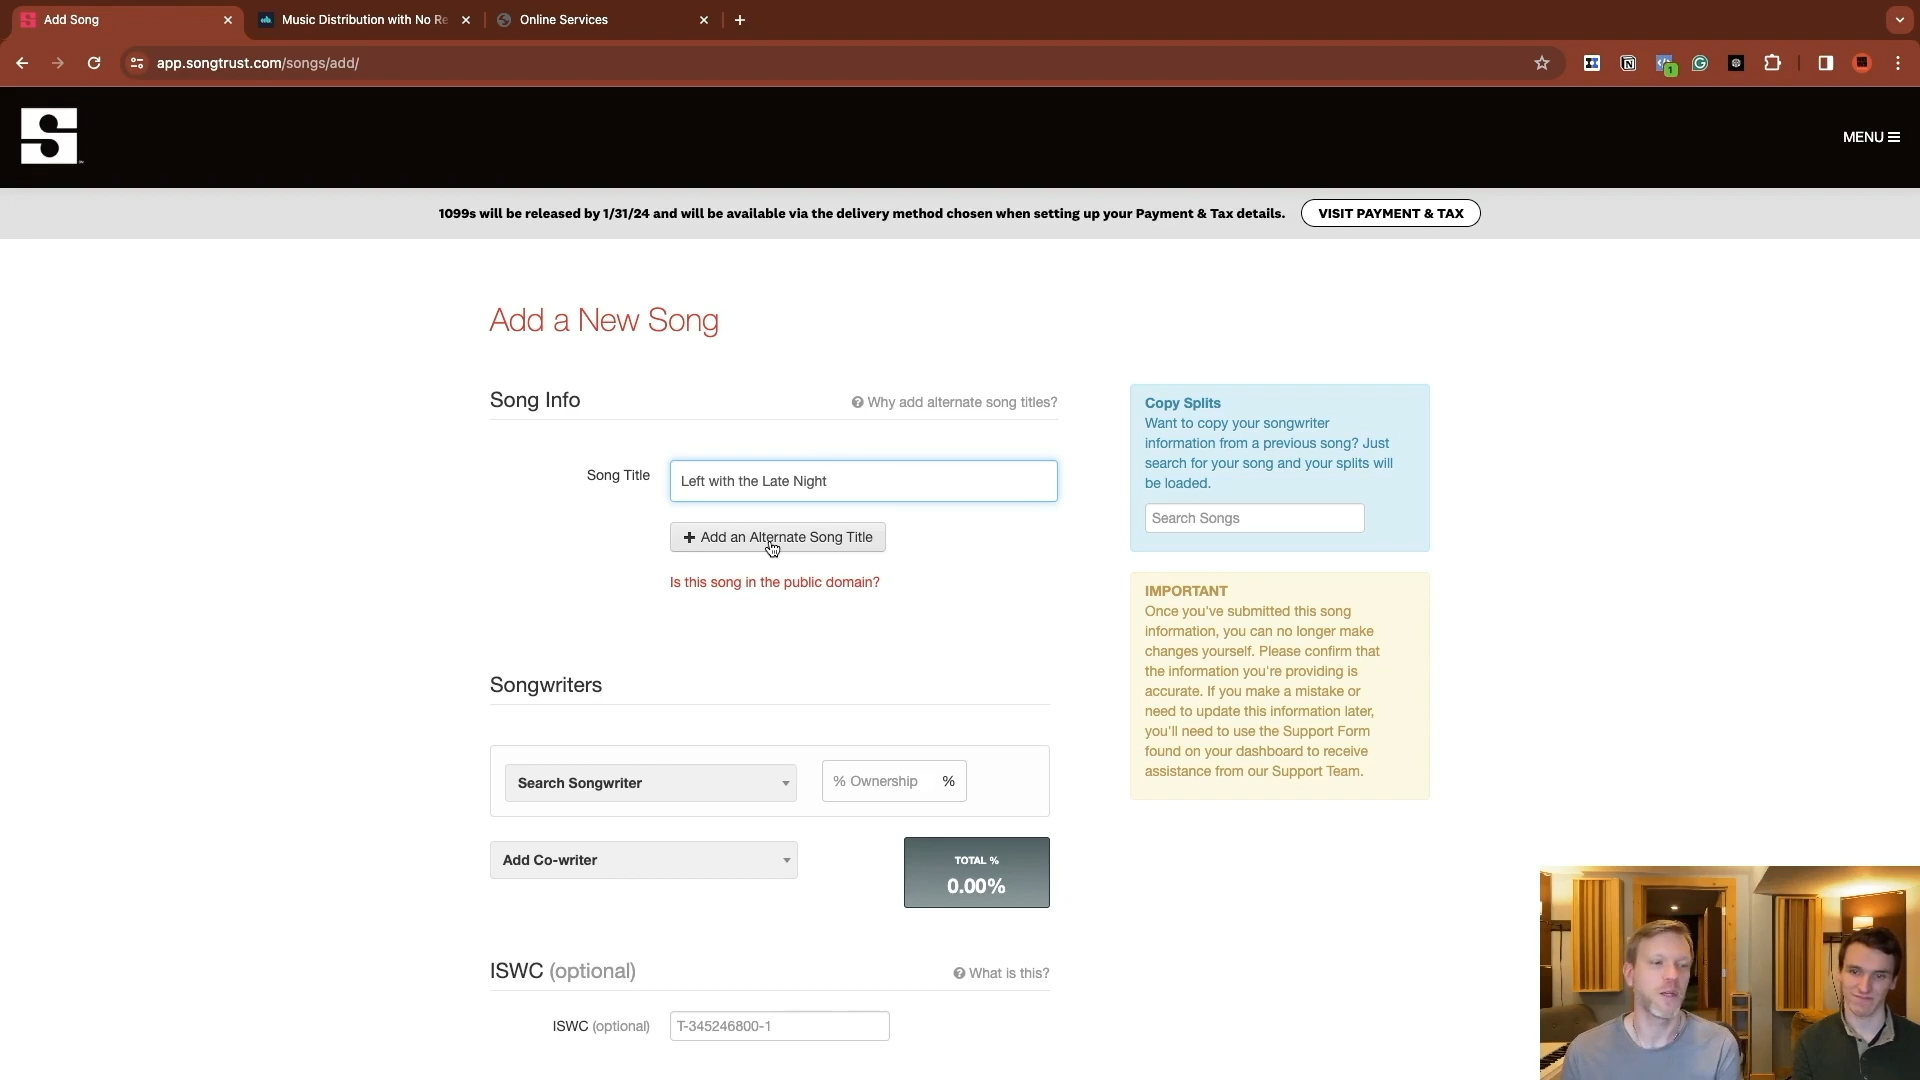 Add Song
Music Distribution with No Re
Online Services
app.songtrust.com/songs/add/
1
S
MENU
1099s will be released by 1/31/24 and will be available via the delivery method chosen when setting up your Payment & Tax details.
VISIT PAYMENT & TAX
Add a New Song
Song Info
Why add alternate song titles?
Song Title
Left with the Late Night
Add an Alternate Song Title
Is this song in the public domain?
Songwriters
Search Songwriter
% Ownership %
Add Co-writer
TOTAL %
0.00%
ISWC (optional)
What is this?
ISWC (optional)
T-345246800-1
Copy Splits
Want to copy your songwriter
information from a previous song? Just
search for your song and your splits will
be loaded.
Search Songs
IMPORTANT
Once you've submitted this song
information, you can no longer make
changes yourself. Please confirm that
the information you're providing is
accurate. If you make a mistake or
need to update this information later,
you'll need to use the Support Form
found on your dashboard to receive
assistance from our Support Team.